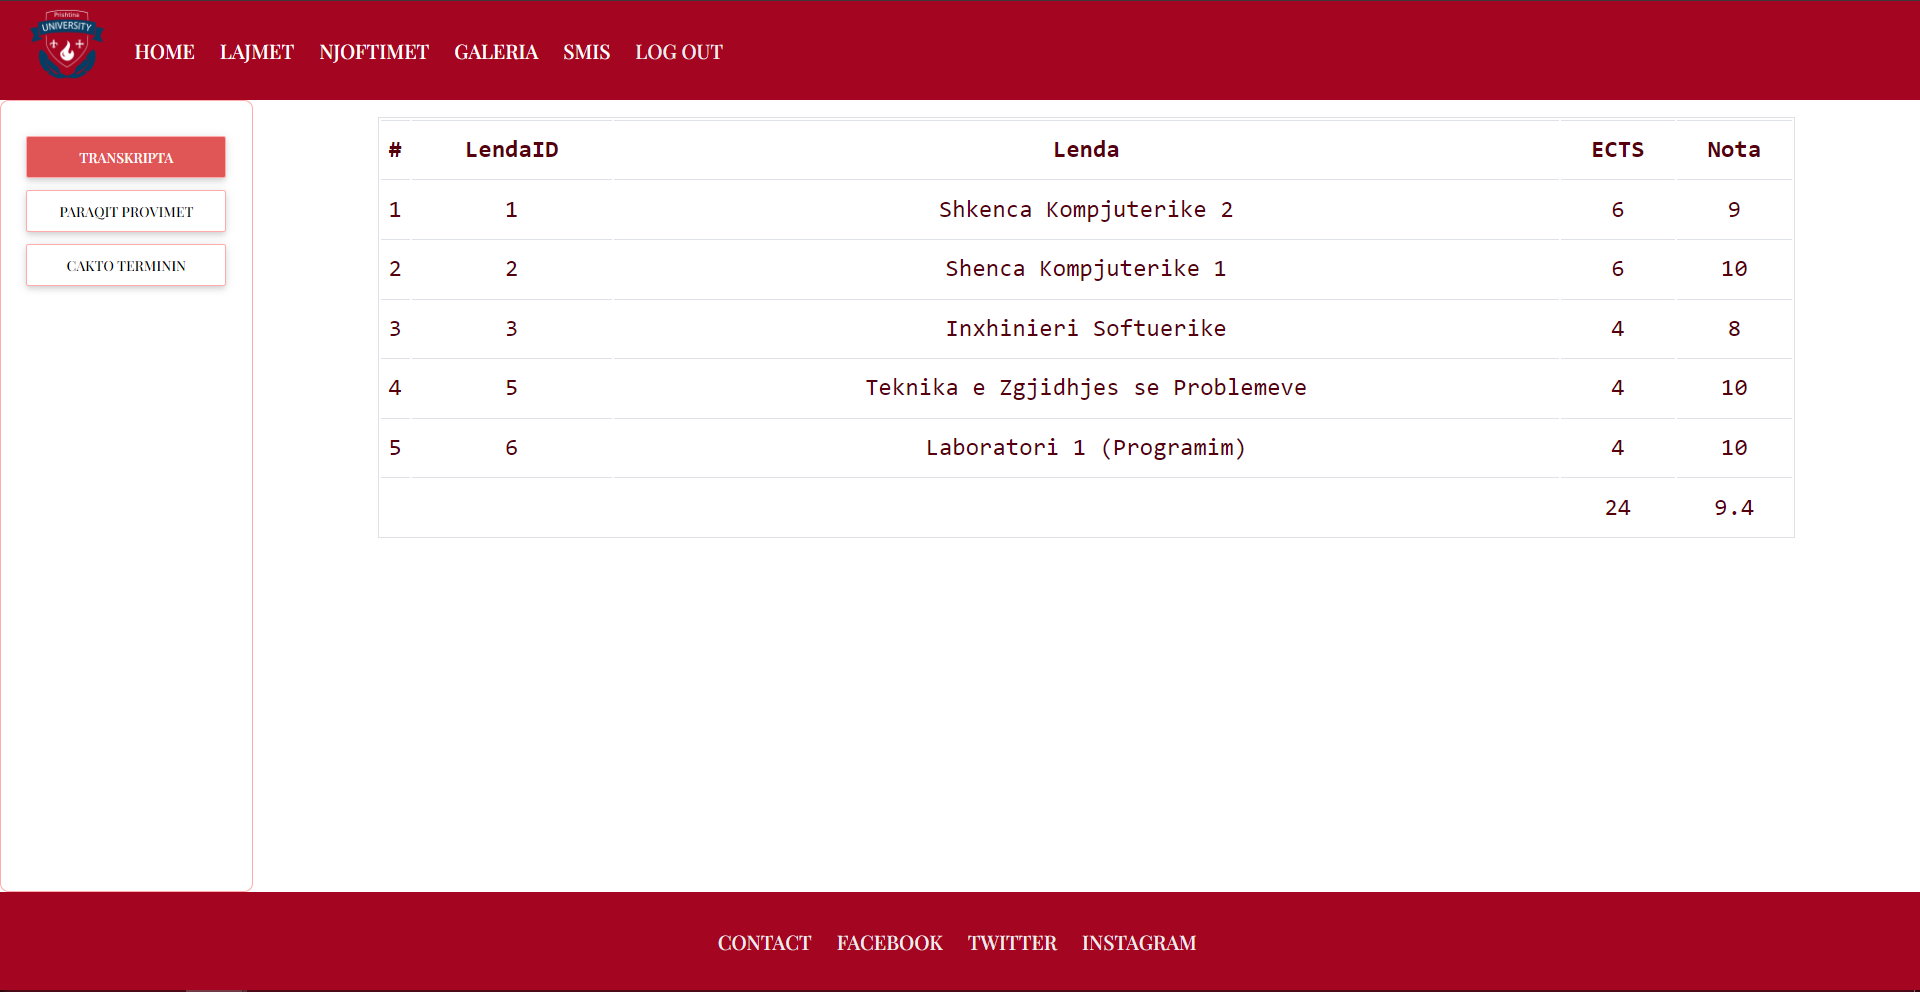 Prishtina
UNIVERSITY
HOME LAJMET NJOFTIMET GALERIA SMIS LOG OUT
TRANSKRIPTA
PARAQIT PROVIMET
CAKTO TERMININ
# LendaID Lenda ECTS Nota
1 1 Shkenca Kompjuterike 2 6 9
2 2 Shenca Kompjuterike 1 6 10
3 3 Inxhinieri Softuerike 4 8
4 5 Teknika e Zgjidhjes se Problemeve 4 10
5 6 Laboratori 1 (Programim) 4 10
24 9.4
CONTACT FACEBOOK TWITTER INSTAGRAM